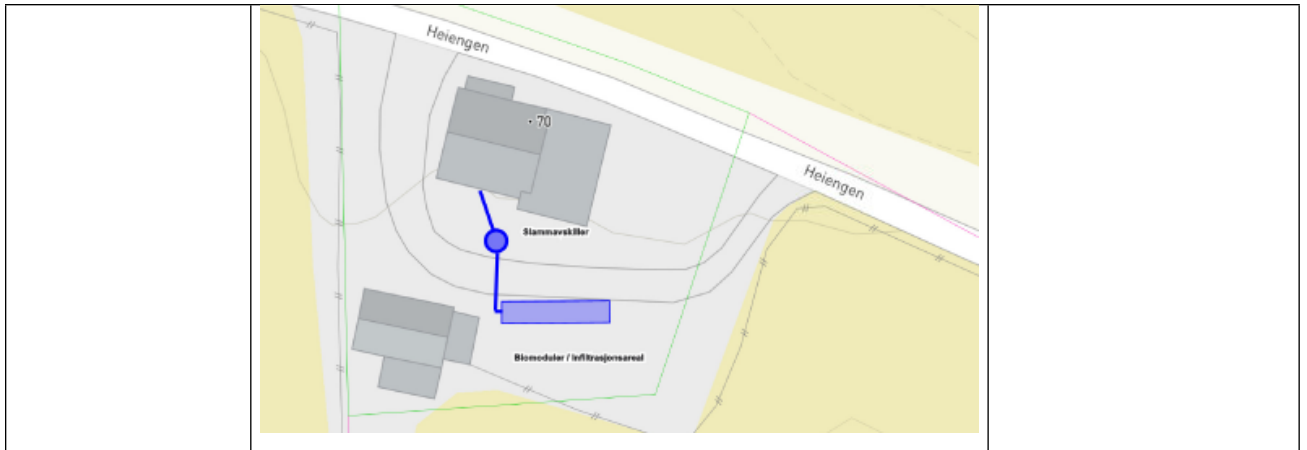 Heiengen
• 70
Heiengen
Slammavskiller
Biomoduler / Infiltrasjonsareal